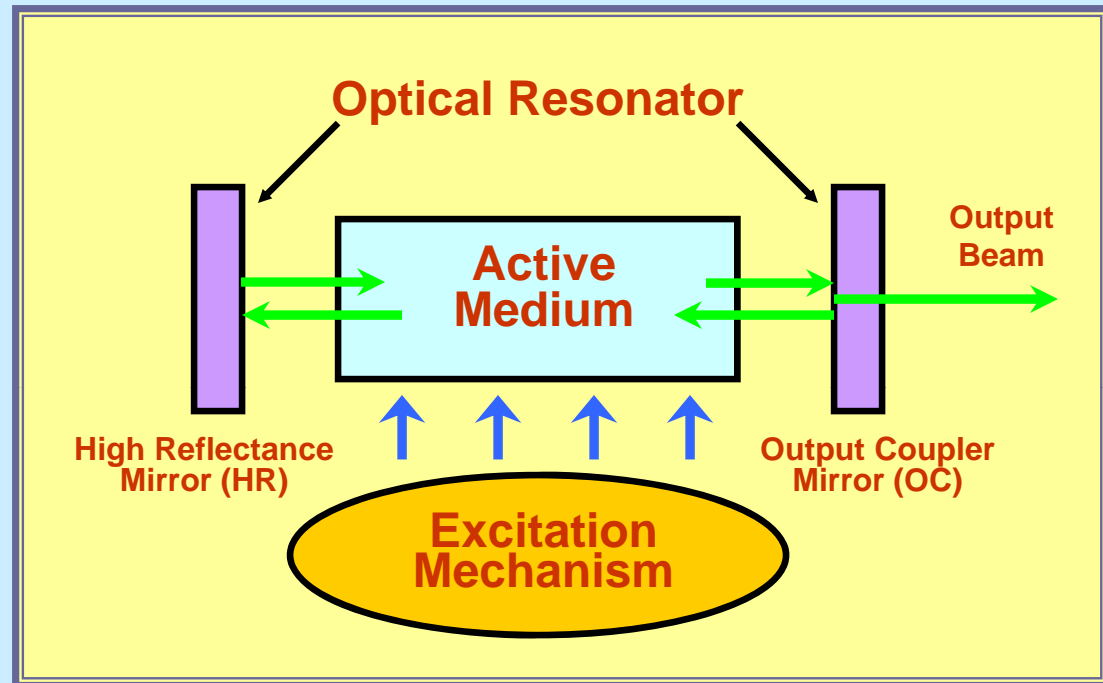 Optical Resonator
Output
Beam
Active
Medium
High Reflectance
Mirror (HR)
Output Coupler
Mirror (OC)
Excitation
Mechanism